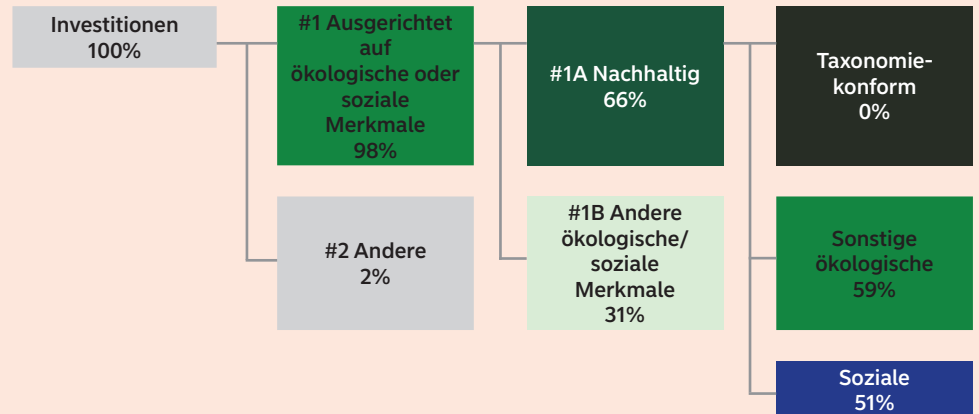 Investitionen
100%
#1 Ausgerichtet
auf
ökologische oder
soziale
Merkmale
98%
#2 Andere
2%
#1A Nachhaltig
66%
#1B Andere
ökologische/
soziale
Merkmale
31%
Taxonomie-
konform
0%
Sonstige
ökologische
59%
Soziale
51%